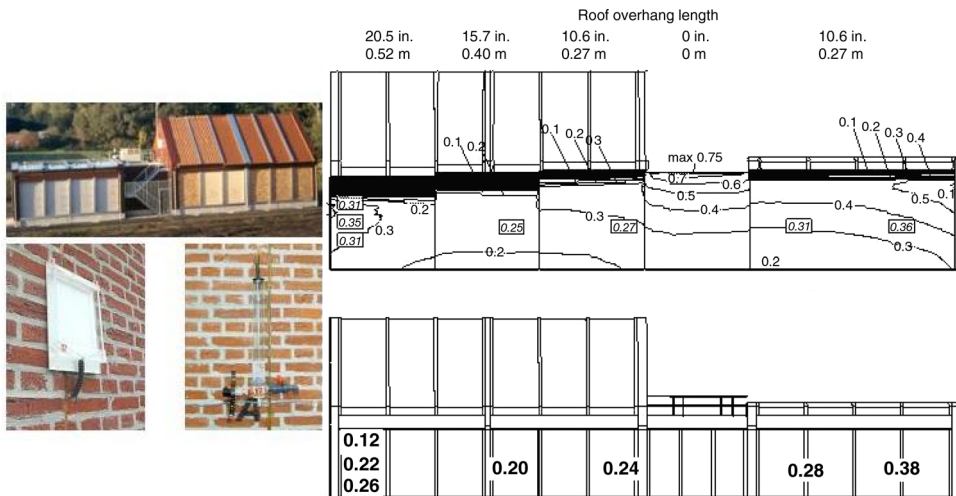 Roof overhang length
20.5 in. 15.7 in. 10.6 in. 0 in. 10.6 in.
0.52 m 0.40 m 0.27 m 0 m 0.27 m
0.1 0.2 0.1 0.2 0.3 max 0.75 0.1 0.2 0.3 0.4
0.7 0.6
0.31 0.2 0.5 0.5 0.1
0.35 0.3 0.4 0.4
0.25 0.27 0.31 0.36
0.31 0.3
0.2 0.2 0.3
0.12
0.22 0.20 0.24 0.28 0.38
0.26